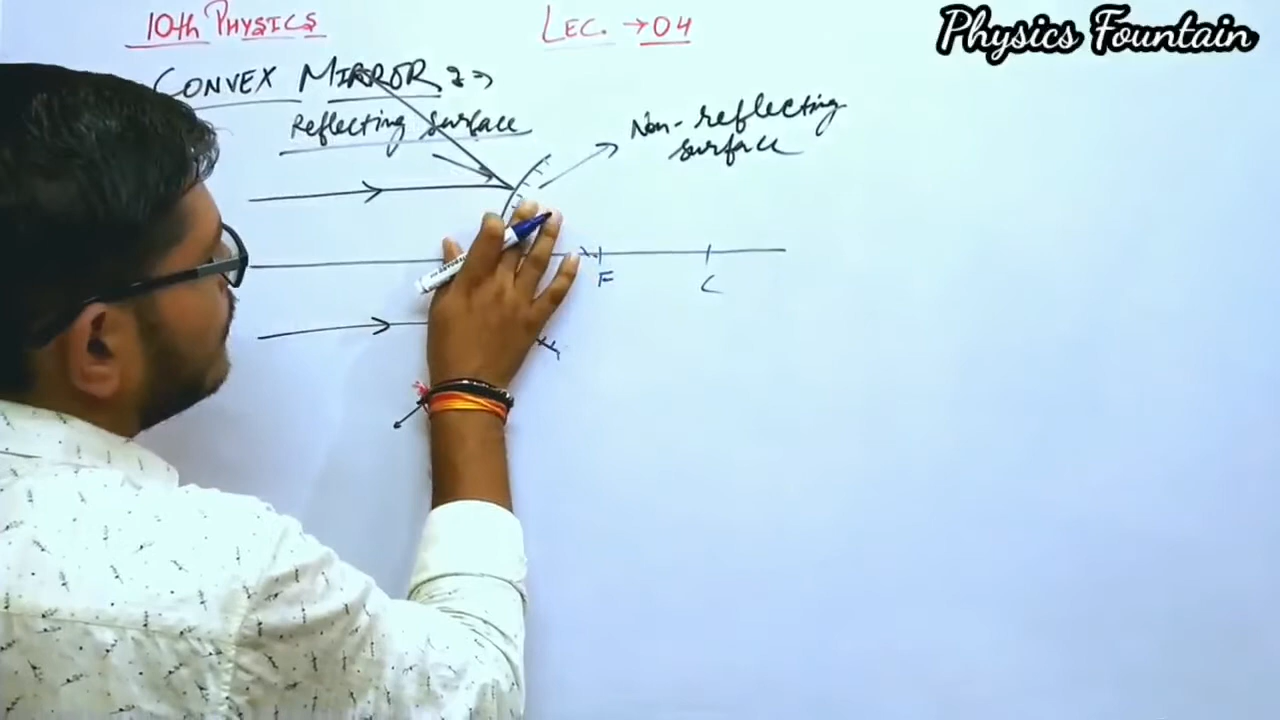 10th PHYSICS
LEC. → 04
Physics Fountain
CONVEX MIRROR :→
Reflecting surface
Non-reflecting
surface
F
C